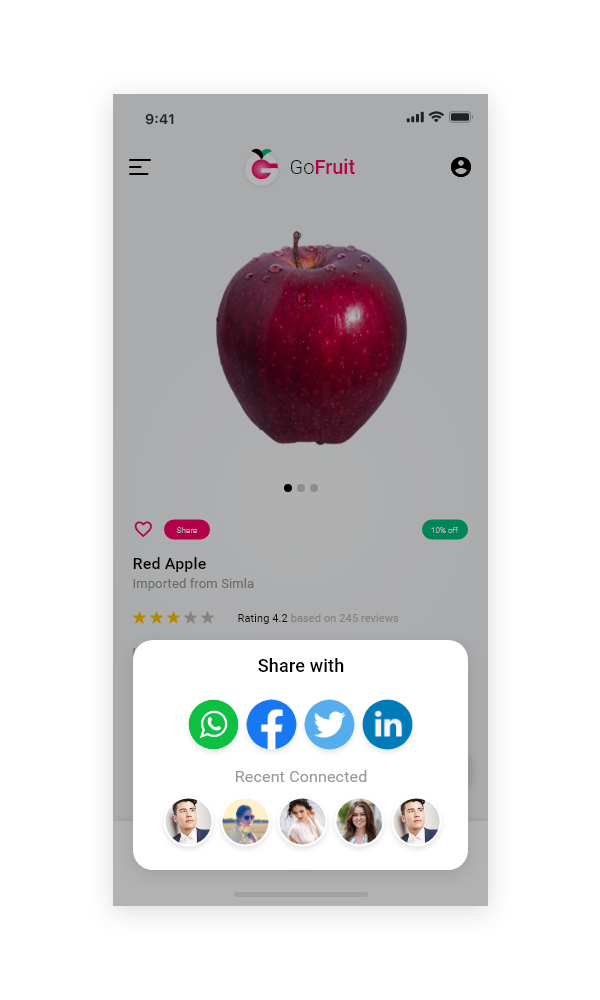 9:41
GoFruit
Share
10% off
Red Apple
Imported from Simla
Rating 4.2 based on 245 reviews
Share with
in
Recent Connected